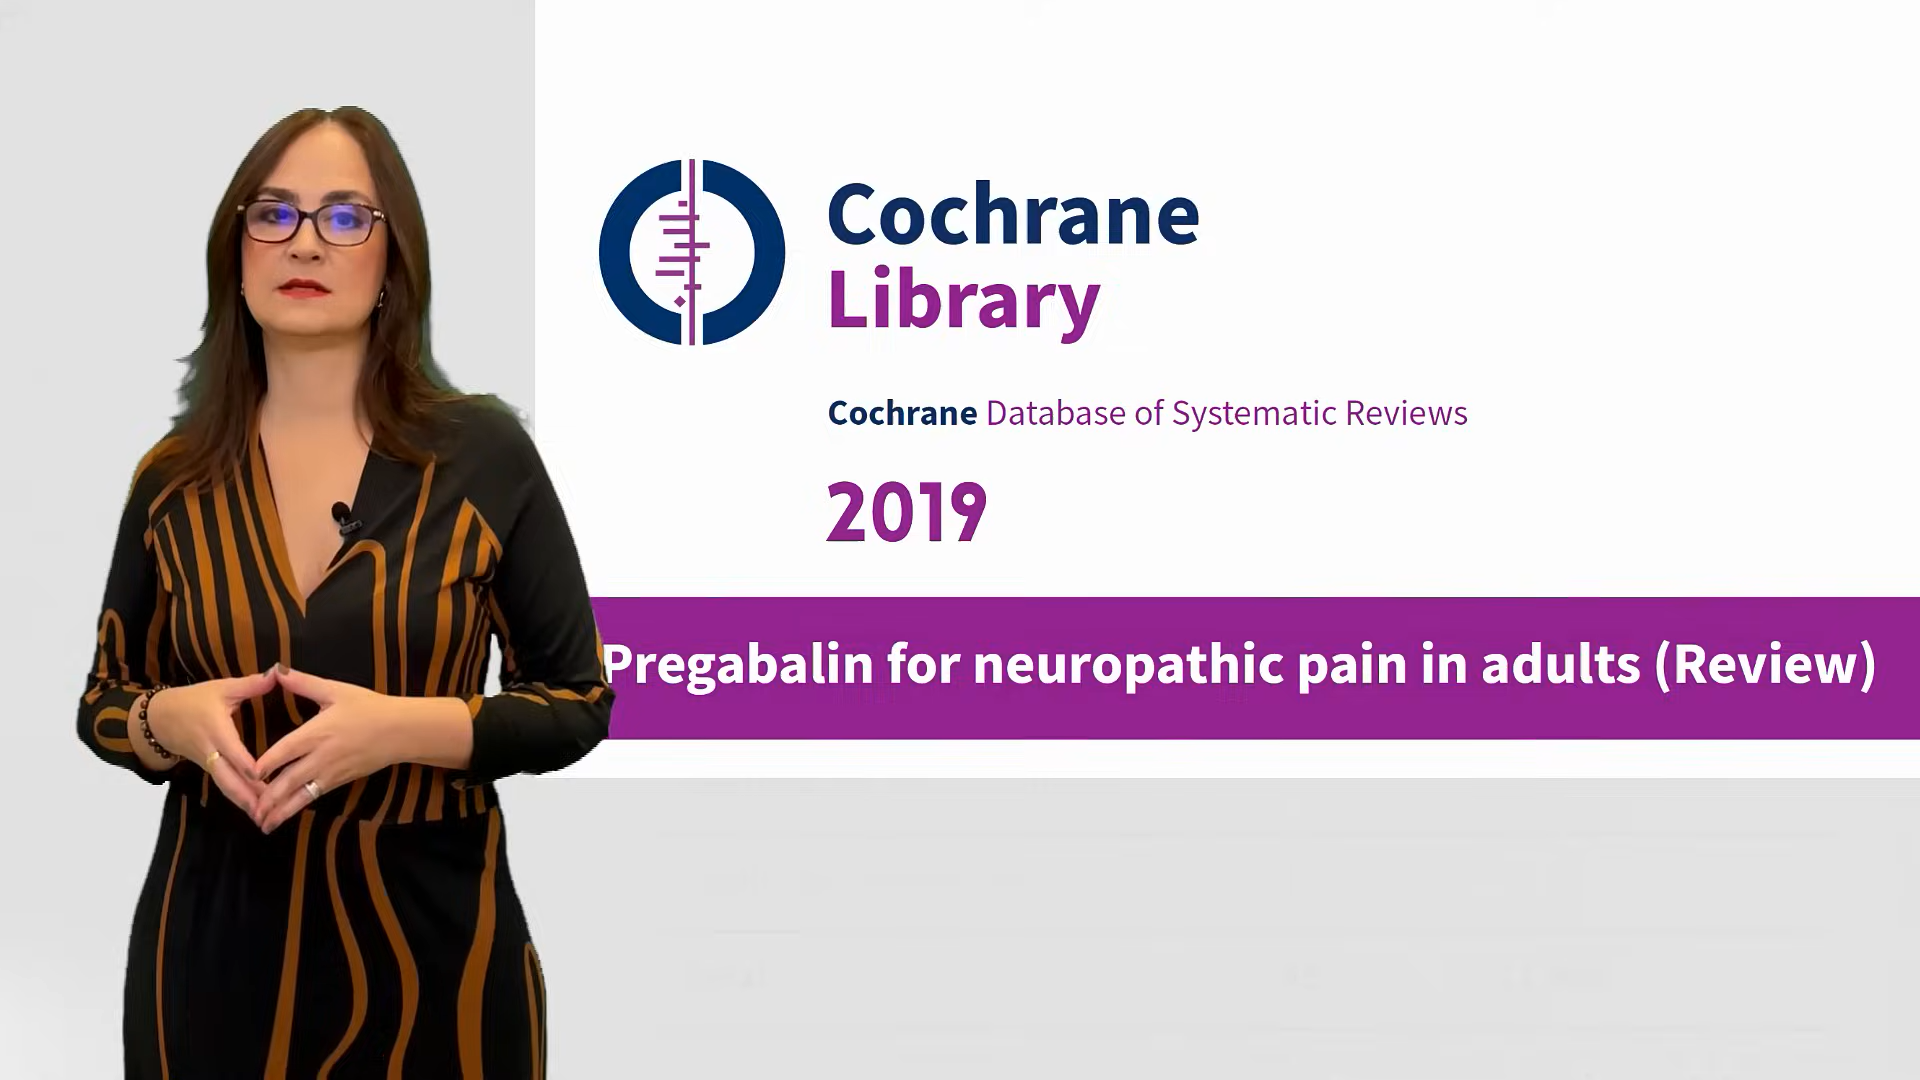 Cochrane
Library
Cochrane Database of Systematic Reviews
2019
Pregabalin for neuropathic pain in adults (Review)